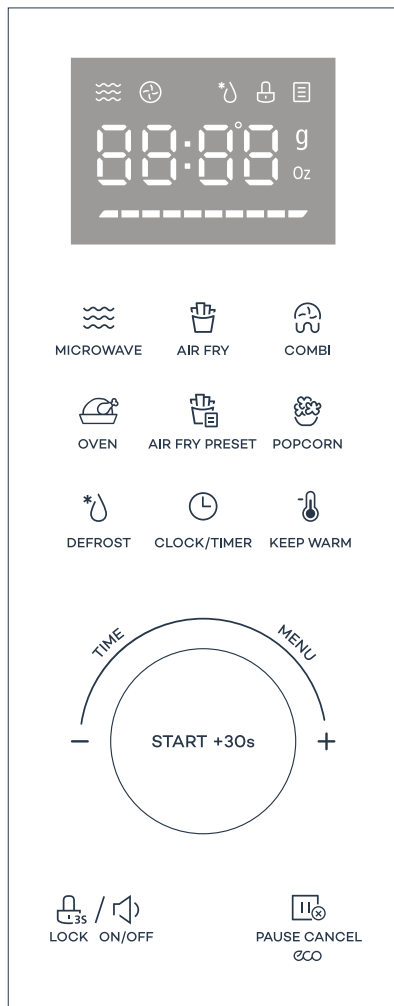 88:88 g
Oz
MICROWAVE AIR FRY COMBI
OVEN AIR FRY PRESET POPCORN
DEFROST CLOCK/TIMER KEEP WARM
TIME MENU
START +30s
- +
3S /
LOCK ON/OFF PAUSE CANCEL
eco